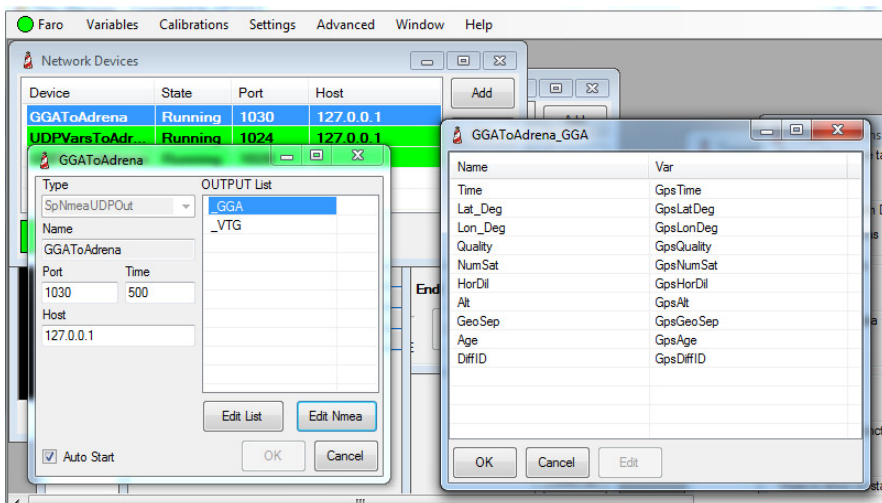 Faro Variables Calibrations Settings Advanced Window Help
Network Devices
Device State Port Host
Add
GGAToAdrena Running 1030 127.0.0.1
UDPVarsToAdr... Running 1024 127.0.0.1
GGAToAdrena
Type
SpNmeaUDPOut
Name
GGAToAdrena
Port Time
1030 500
Host
127.0.0.1
OUTPUT List
_GGA
_VTG
Edit List Edit Nmea
Auto Start
OK Cancel
End
GGAToAdrena_GGA
Name Var
Time GpsTime
Lat_Deg GpsLatDeg
Lon_Deg GpsLonDeg
Quality GpsQuality
NumSat GpsNumSat
HorDil GpsHorDil
Alt GpsAlt
GeoSep GpsGeoSep
Age GpsAge
DiffID GpsDiffID
OK Cancel Edit